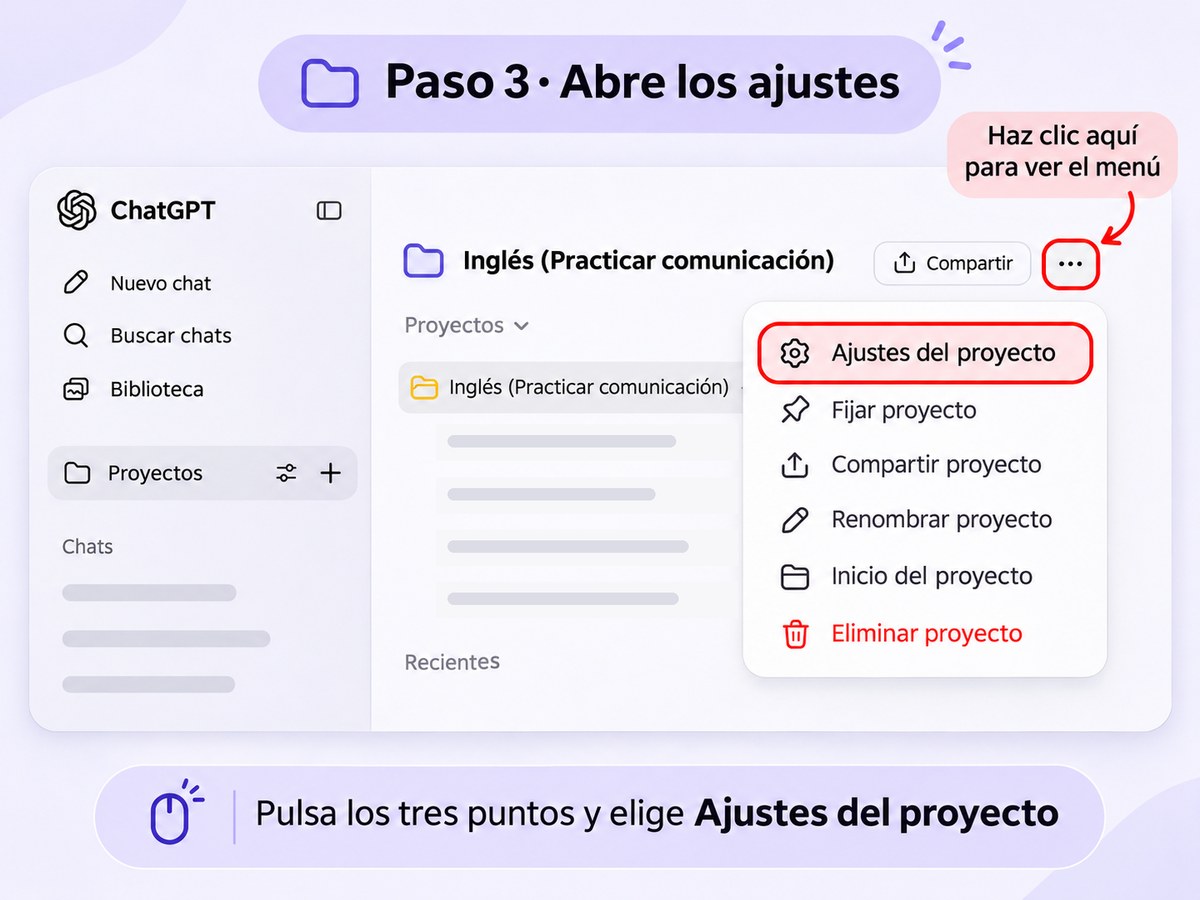 Paso 3 · Abre los ajustes
Haz clic aquí
para ver el menú
ChatGPT
Nuevo chat
Buscar chats
Biblioteca
Proyectos
Chats
Inglés (Practicar comunicación)
Compartir
Proyectos
Inglés (Practicar comunicación)
Recientes
Ajustes del proyecto
Fijar proyecto
Compartir proyecto
Renombrar proyecto
Inicio del proyecto
Eliminar proyecto
Pulsa los tres puntos y elige Ajustes del proyecto